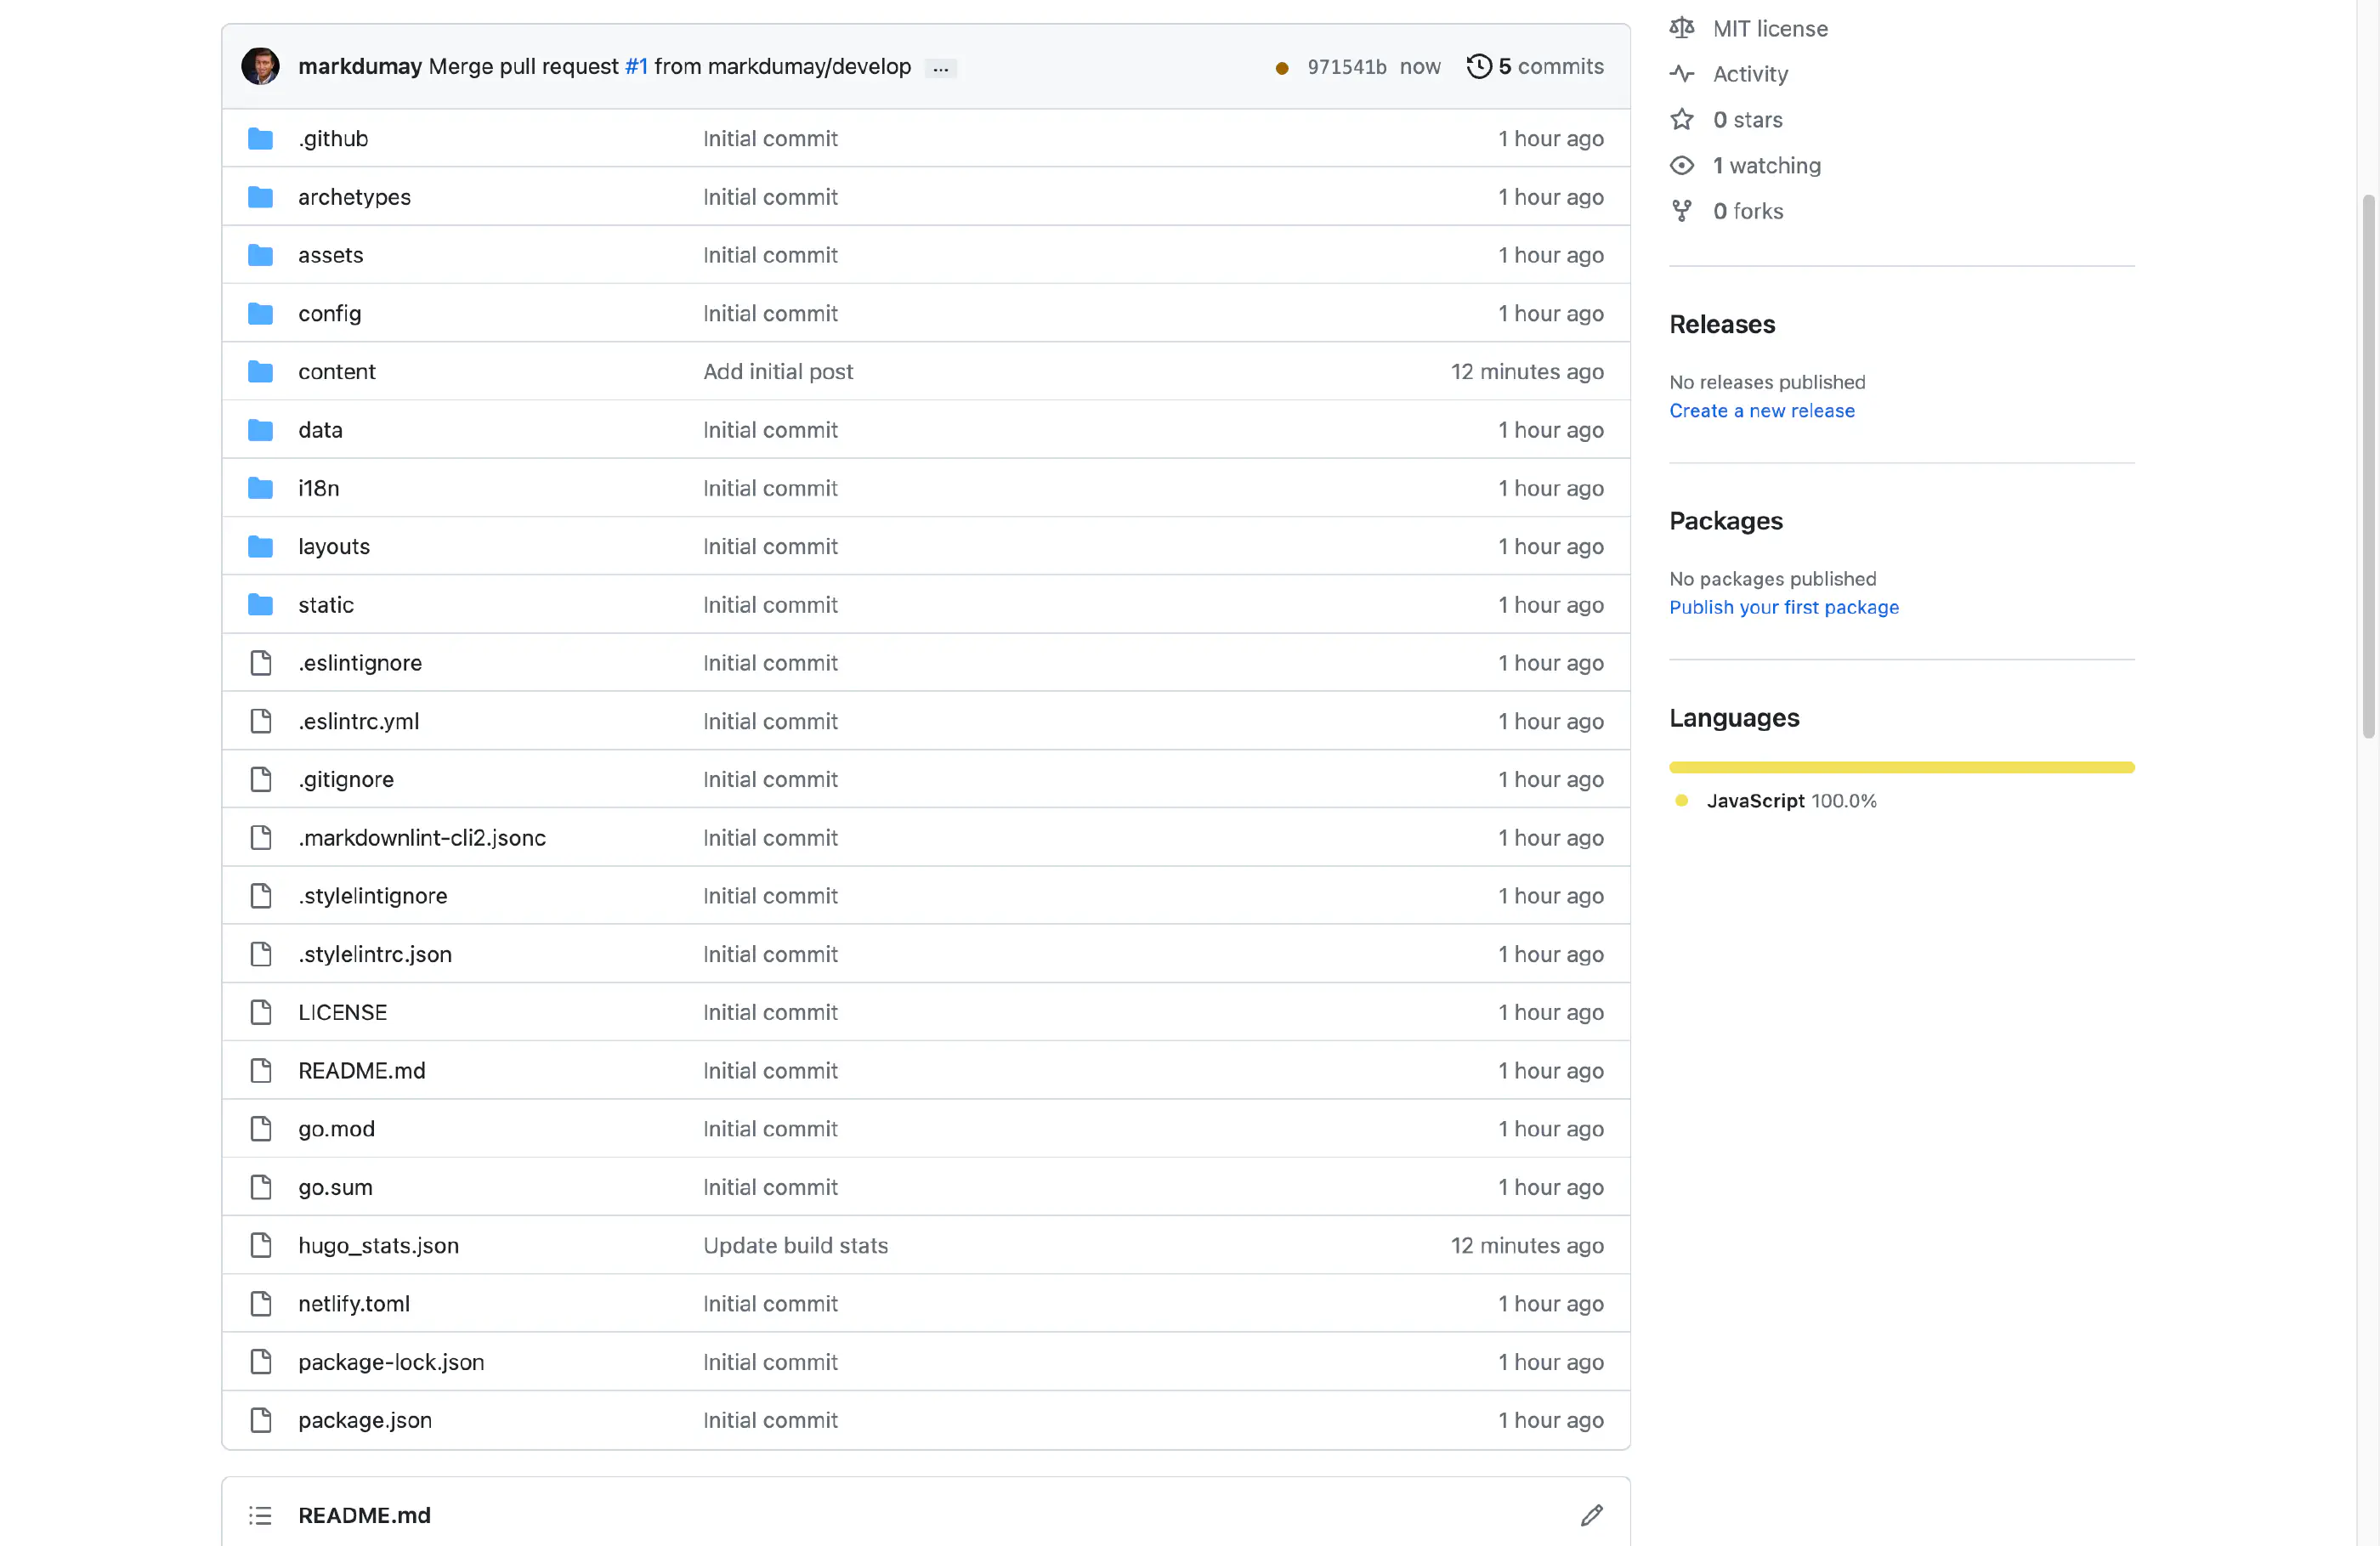 markdumay Merge pull request #1 from markdumay/develop ... 971541b now 5 commits
.github Initial commit 1 hour ago
archetypes Initial commit 1 hour ago
assets Initial commit 1 hour ago
config Initial commit 1 hour ago
content Add initial post 12 minutes ago
data Initial commit 1 hour ago
i18n Initial commit 1 hour ago
layouts Initial commit 1 hour ago
static Initial commit 1 hour ago
.eslintignore Initial commit 1 hour ago
.eslintrc.yml Initial commit 1 hour ago
.gitignore Initial commit 1 hour ago
.markdownlint-cli2.jsonc Initial commit 1 hour ago
.stylelintignore Initial commit 1 hour ago
.stylelintrc.json Initial commit 1 hour ago
LICENSE Initial commit 1 hour ago
README.md Initial commit 1 hour ago
go.mod Initial commit 1 hour ago
go.sum Initial commit 1 hour ago
hugo_stats.json Update build stats 12 minutes ago
netlify.toml Initial commit 1 hour ago
package-lock.json Initial commit 1 hour ago
package.json Initial commit 1 hour ago
README.md
MIT license
Activity
0 stars
1 watching
0 forks
Releases
No releases published
Create a new release
Packages
No packages published
Publish your first package
Languages
JavaScript 100.0%